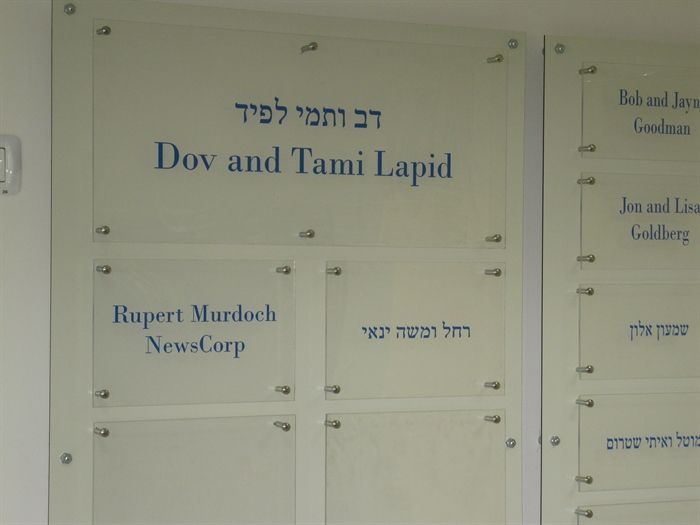 דב ותמי לפיד
Dov and Tami Lapid
Rupert Murdoch
NewsCorp
רחל ומשה ינאי
Bob and Jayn
Goodman
Jon and Lisa
Goldberg
שמעון אלון
מוטל ואיתי שטרום